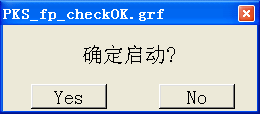 PKS_fp_checkOK.grf
确定启动?
Yes
No